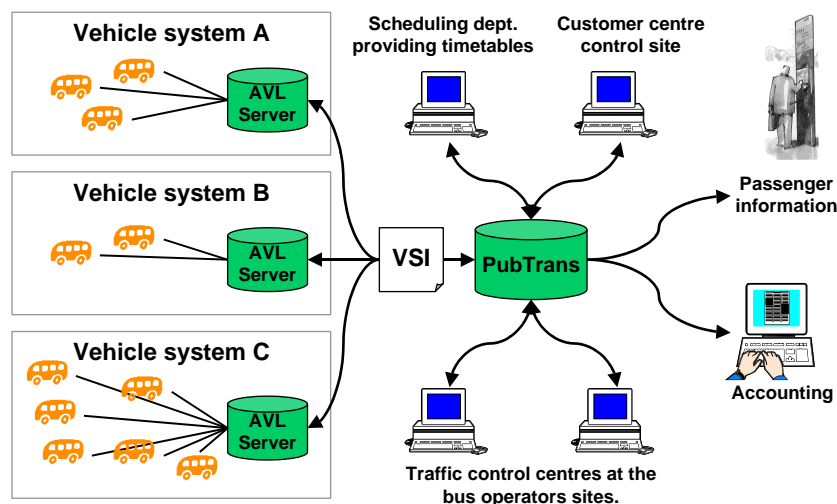 Vehicle system A
AVL
Server
Vehicle system B
AVL
Server
Vehicle system C
AVL
Server
VSI
Scheduling dept.
providing timetables
Customer centre
control site
PubTrans
Passenger
information
Accounting
Traffic control centres at the
bus operators sites.